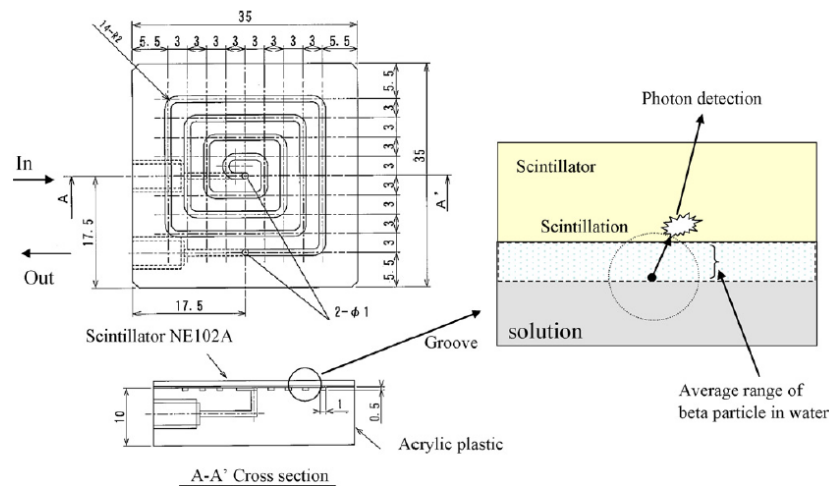 35
5.5 3 3 3 3 3 3 3 3 5.5
14-R2
5.5
3
3
3
3
3
3
3
3
5.5
35
In
A
A'
17.5
Out
17.5
2-φ1
Scintillator NE102A
Groove
10
1
0.5
Acrylic plastic
A-A' Cross section
Photon detection
Scintillator
Scintillation
solution
Average range of
beta particle in water